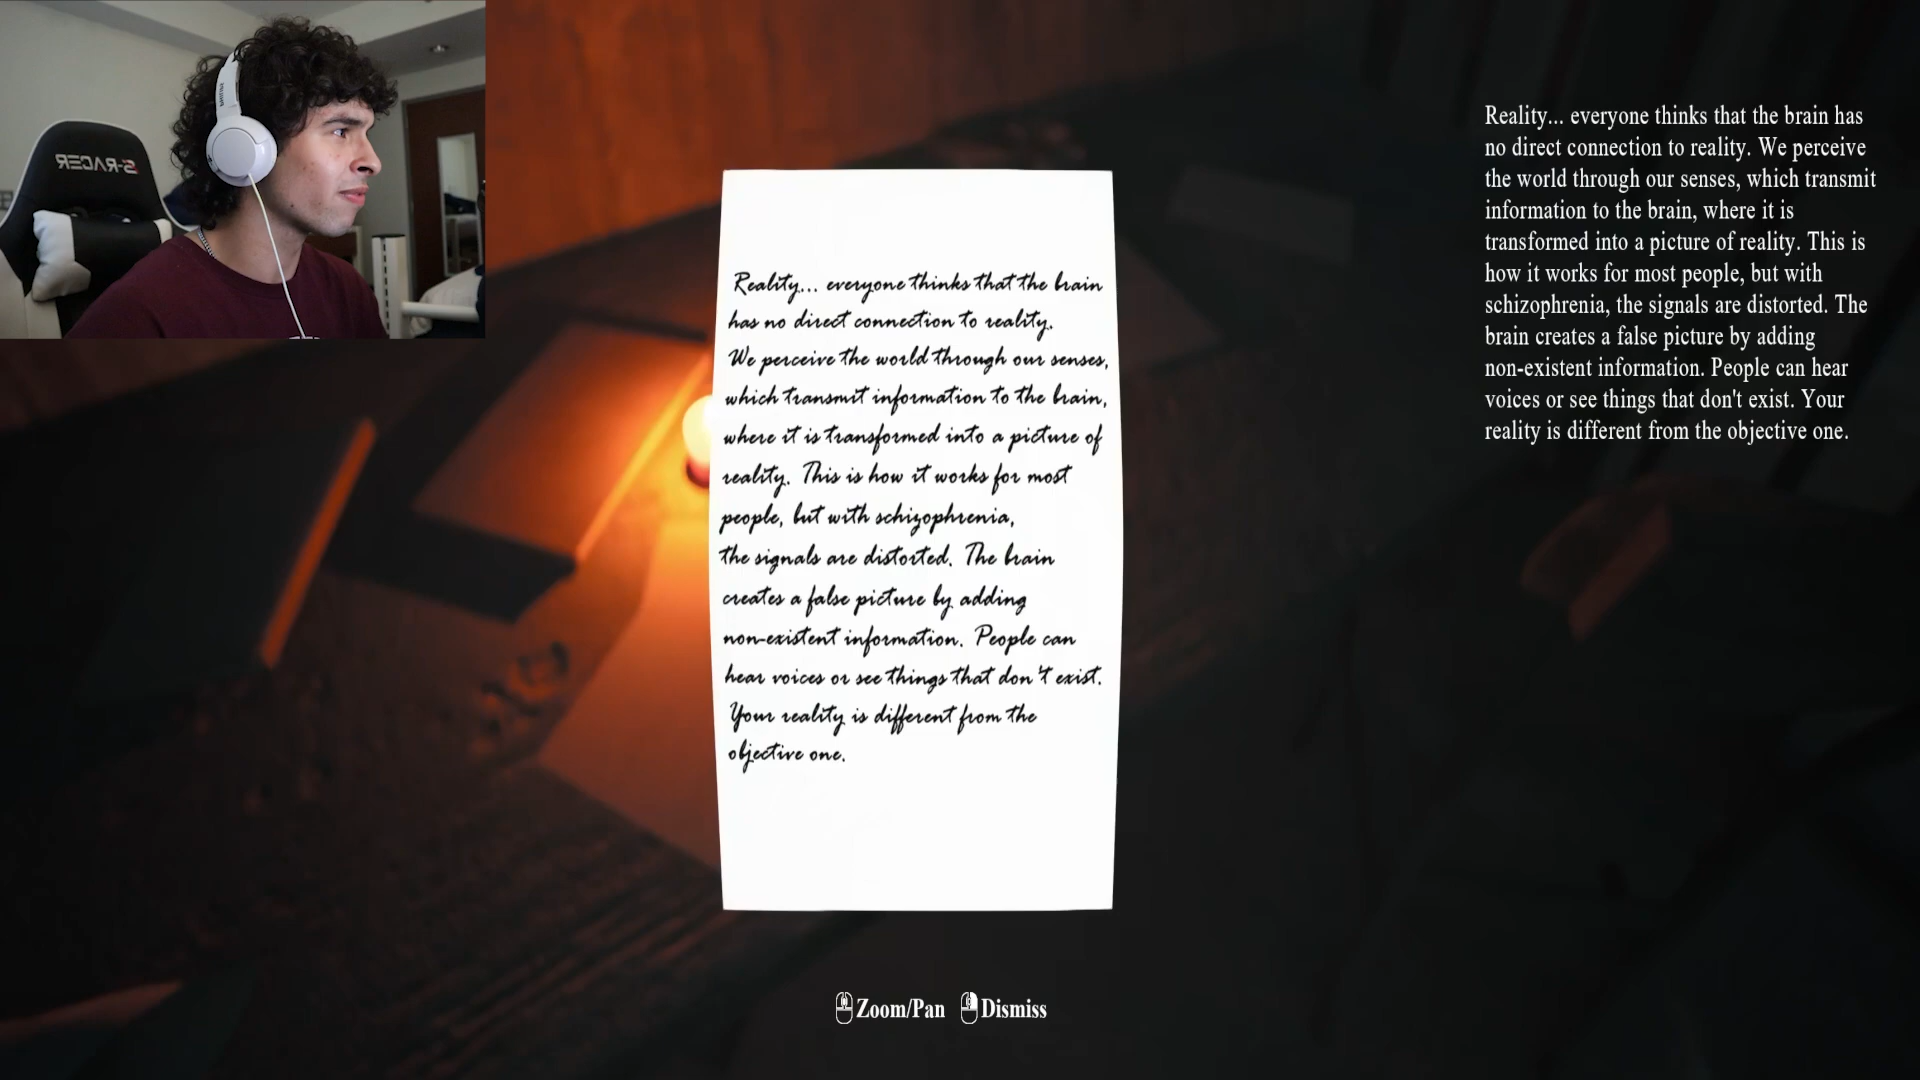 S-RACER
Reality... everyone thinks that the brain
has no direct connection to reality.
We perceive the world through our senses,
which transmit information to the brain,
where it is transformed into a picture of
reality. This is how it works for most
people, but with schizophrenia,
the signals are distorted. The brain
creates a false picture by adding
non-existent information. People can
hear voices or see things that don't exist.
Your reality is different from the
objective one.
Reality... everyone thinks that the brain has
no direct connection to reality. We perceive
the world through our senses, which transmit
information to the brain, where it is
transformed into a picture of reality. This is
how it works for most people, but with
schizophrenia, the signals are distorted. The
brain creates a false picture by adding
non-existent information. People can hear
voices or see things that don't exist. Your
reality is different from the objective one.
Zoom/Pan Dismiss